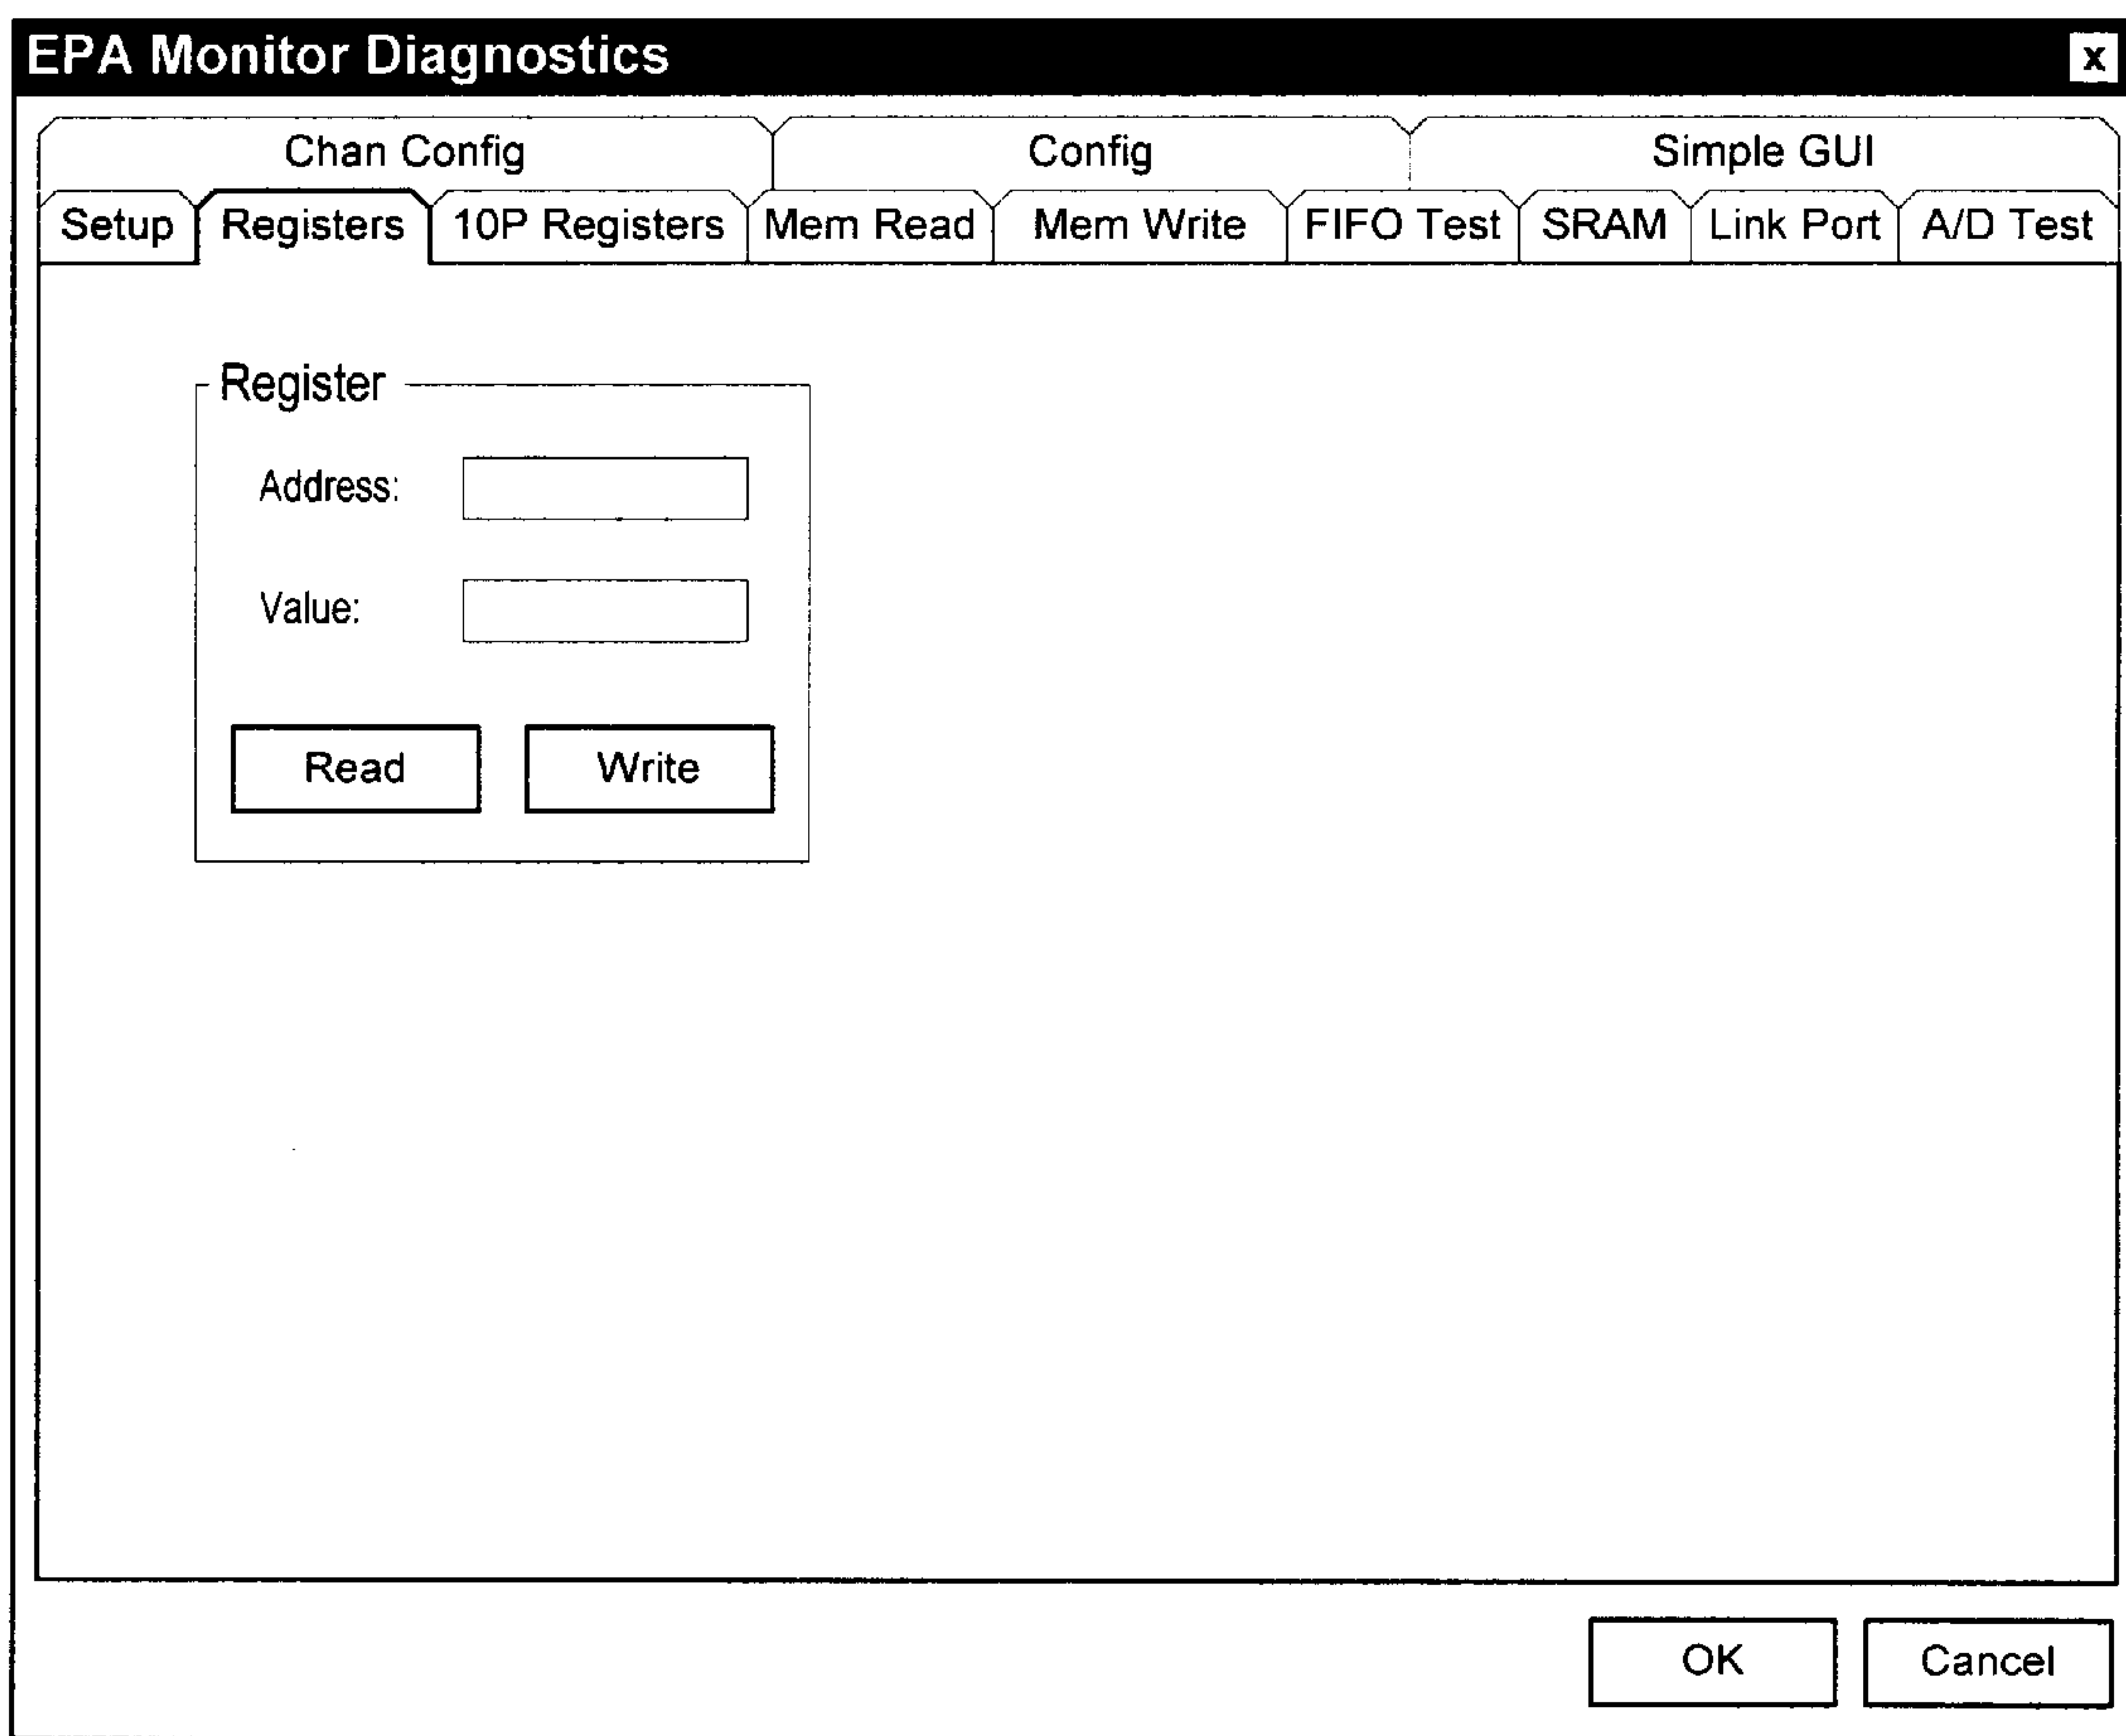 EPA Monitor Diagnostics x
Chan Config Config Simple GUI
Setup Registers 10P Registers Mem Read Mem Write FIFO Test SRAM Link Port A/D Test
Register
Address:
Value:
Read Write
OK Cancel